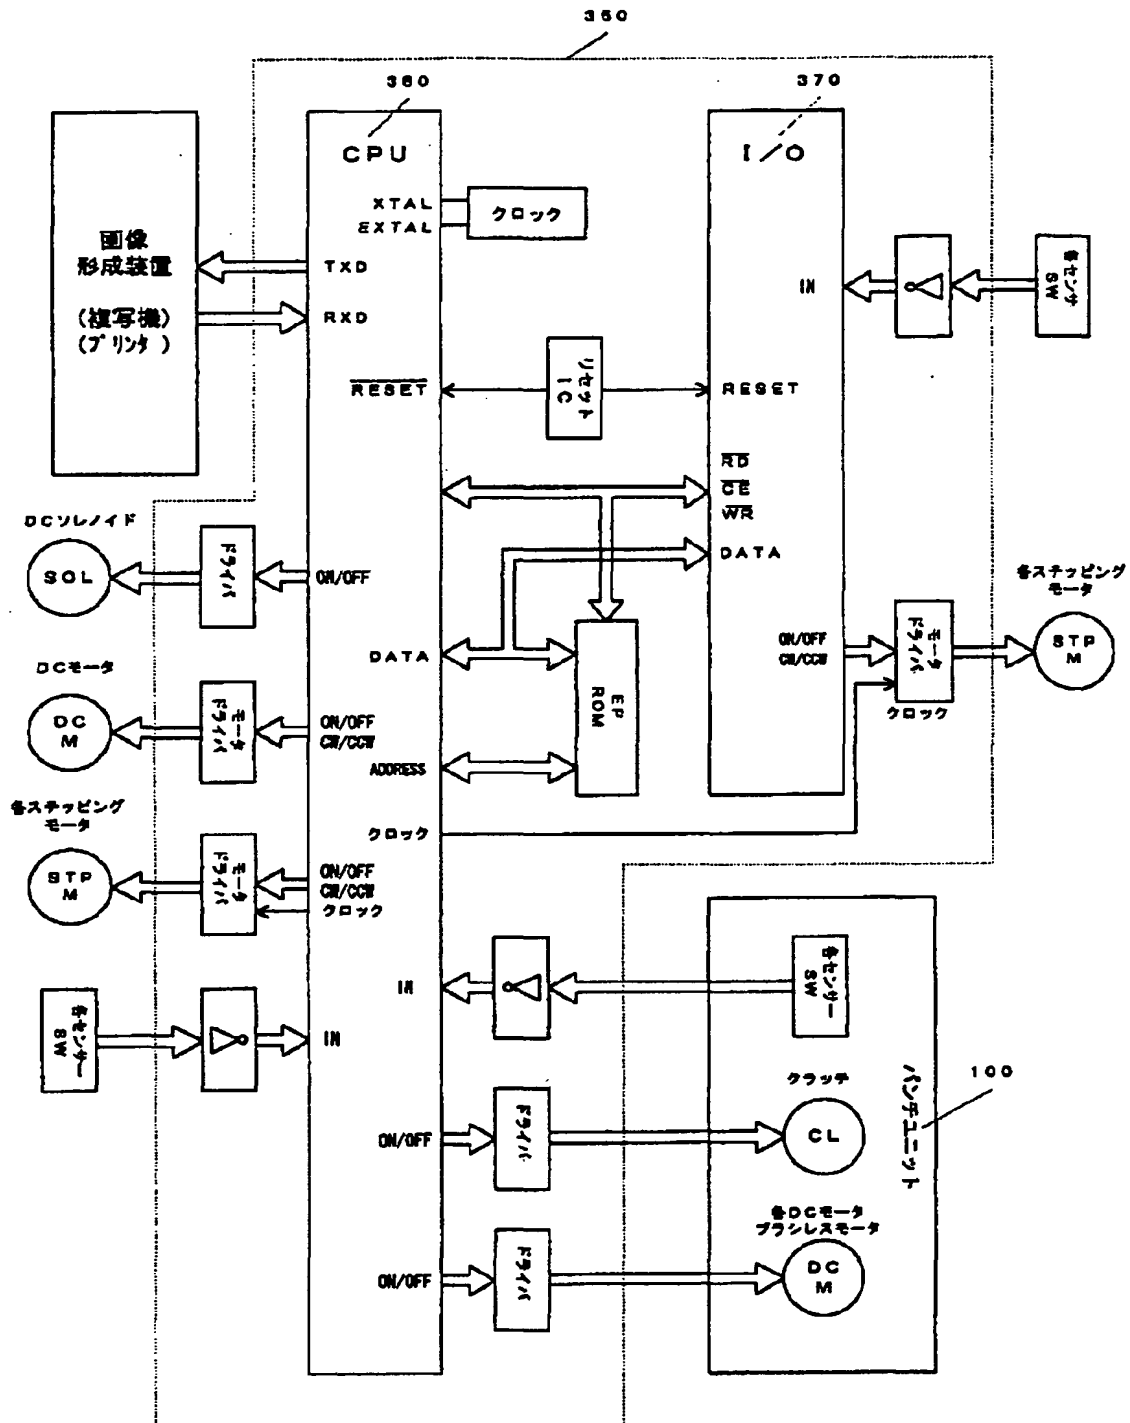 350
360
370
CPU
XTAL
EXTAL
クロック
I/O
画像
形成装置
(複写機)
(プリンタ)
TXD
RXD
IN
各センサ
SW
RESET
リセット
IC
RESET
RD
CE
WR
DATA
DCソレノイド
SOL
ドライバ
ON/OFF
各ステッピング
モータ
STP
M
モータ
ドライバ
ON/OFF
CW/CCW
クロック
DATA
EP
ROM
DCモータ
DC
M
モータ
ドライバ
ON/OFF
CW/CCW
ADDRESS
クロック
各ステッピング
モータ
STP
M
モータ
ドライバ
ON/OFF
CW/CCW
クロック
IN
各センサー
SW
各センサー
SW
IN
パンチユニット
100
クラッチ
CL
ON/OFF
ドライバ
各DCモータ
ブラシレスモータ
DC
M
ON/OFF
ドライバ